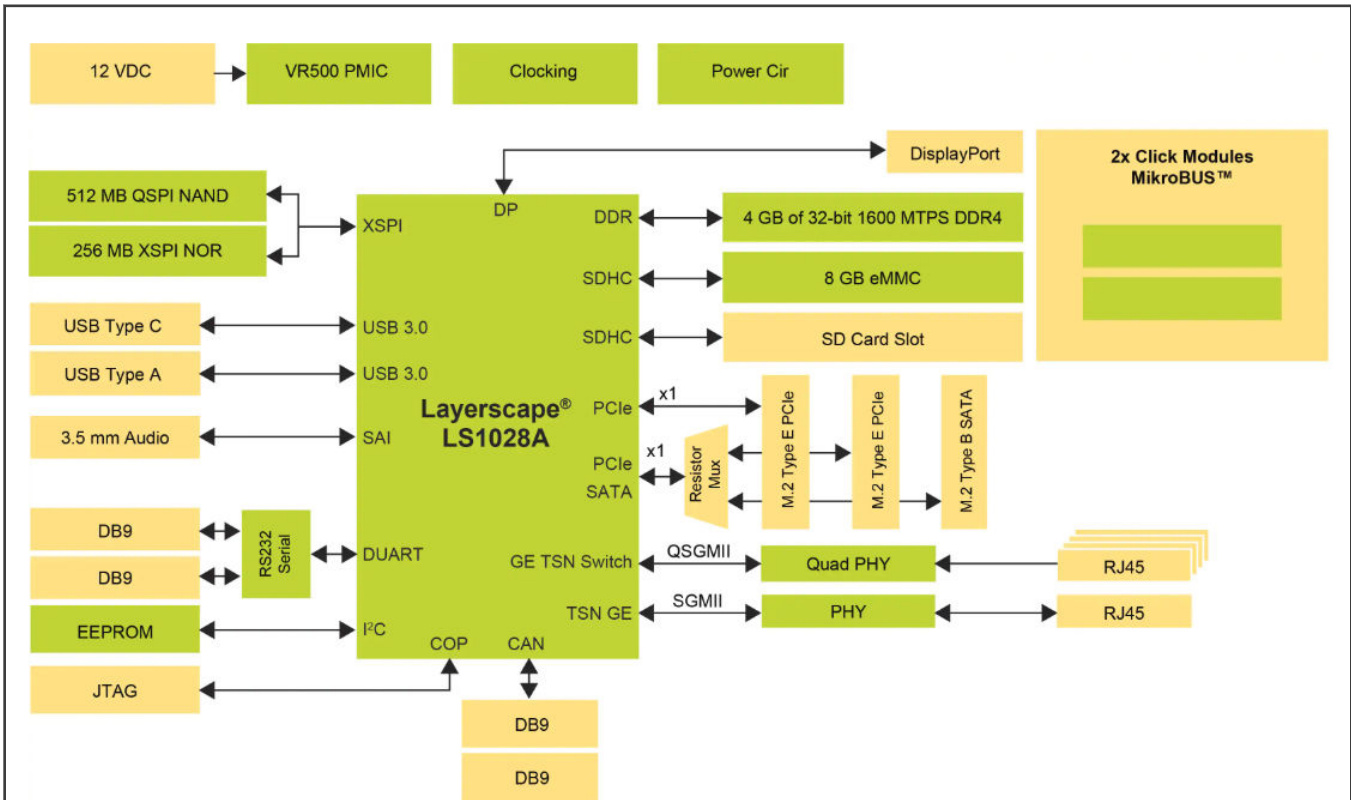 12 VDC
VR500 PMIC
Clocking
Power Cir
DisplayPort
2x Click Modules
MikroBUS™
512 MB QSPI NAND
256 MB XSPI NOR
XSPI
DP
DDR
4 GB of 32-bit 1600 MTPS DDR4
SDHC
8 GB eMMC
USB Type C
USB 3.0
SDHC
SD Card Slot
USB Type A
USB 3.0
Layerscape®
LS1028A
3.5 mm Audio
SAI
PCIe
x1
PCIe
SATA
x1
Resistor
Mux
M.2 Type E PCIe
M.2 Type E PCIe
M.2 Type B SATA
DB9
DB9
RS232
Serial
DUART
GE TSN Switch
QSGMII
Quad PHY
RJ45
TSN GE
SGMII
PHY
RJ45
EEPROM
I²C
COP
CAN
JTAG
DB9
DB9